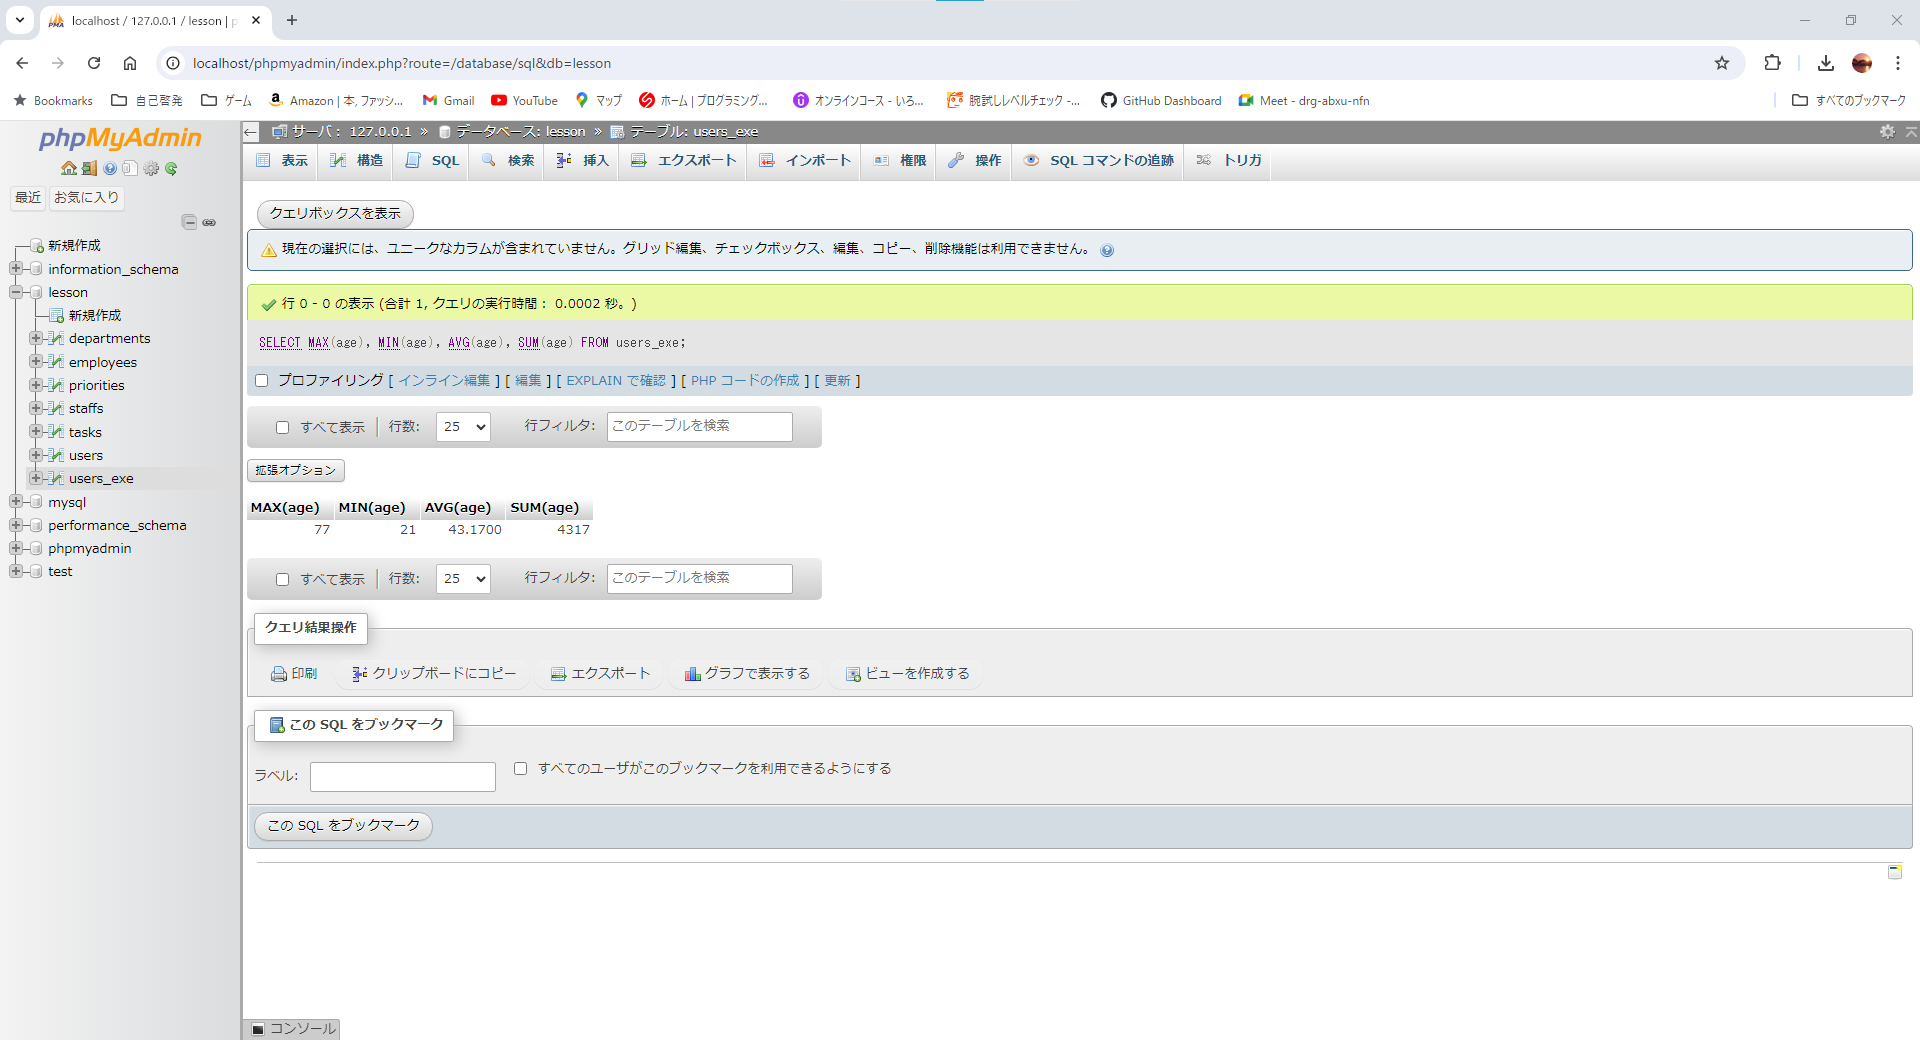 localhost / 127.0.0.1 / lesson | p
localhost/phpmyadmin/index.php?route=/database/sql&db=lesson
Bookmarks 自己啓発 ゲーム Amazon | 本, ファッシ... Gmail YouTube マップ ホーム | プログラミング... オンラインコース - いろ... 腕試しレベルチェック -... GitHub Dashboard Meet - drg-abxu-nfn すべてのブックマーク
phpMyAdmin
最近 お気に入り
新規作成
information_schema
lesson
新規作成
departments
employees
priorities
staffs
tasks
users
users_exe
mysql
performance_schema
phpmyadmin
test
サーバ: 127.0.0.1 » データベース: lesson » テーブル: users_exe
表示 構造 SQL 検索 挿入 エクスポート インポート 権限 操作 SQL コマンドの追跡 トリガ
クエリボックスを表示
現在の選択には、ユニークなカラムが含まれていません。グリッド編集、チェックボックス、編集、コピー、削除機能は利用できません。
行 0 - 0 の表示 (合計 1, クエリの実行時間: 0.0002 秒。)
SELECT MAX(age), MIN(age), AVG(age), SUM(age) FROM users_exe;
プロファイリング [ インライン編集 ] [ 編集 ] [ EXPLAIN で確認 ] [ PHP コードの作成 ] [ 更新 ]
すべて表示 行数: 25 行フィルタ: このテーブルを検索
拡張オプション
MAX(age) MIN(age) AVG(age) SUM(age)
77 21 43.1700 4317
すべて表示 行数: 25 行フィルタ: このテーブルを検索
クエリ結果操作
印刷 クリップボードにコピー エクスポート グラフで表示する ビューを作成する
この SQL をブックマーク
ラベル: すべてのユーザがこのブックマークを利用できるようにする
この SQL をブックマーク
コンソール